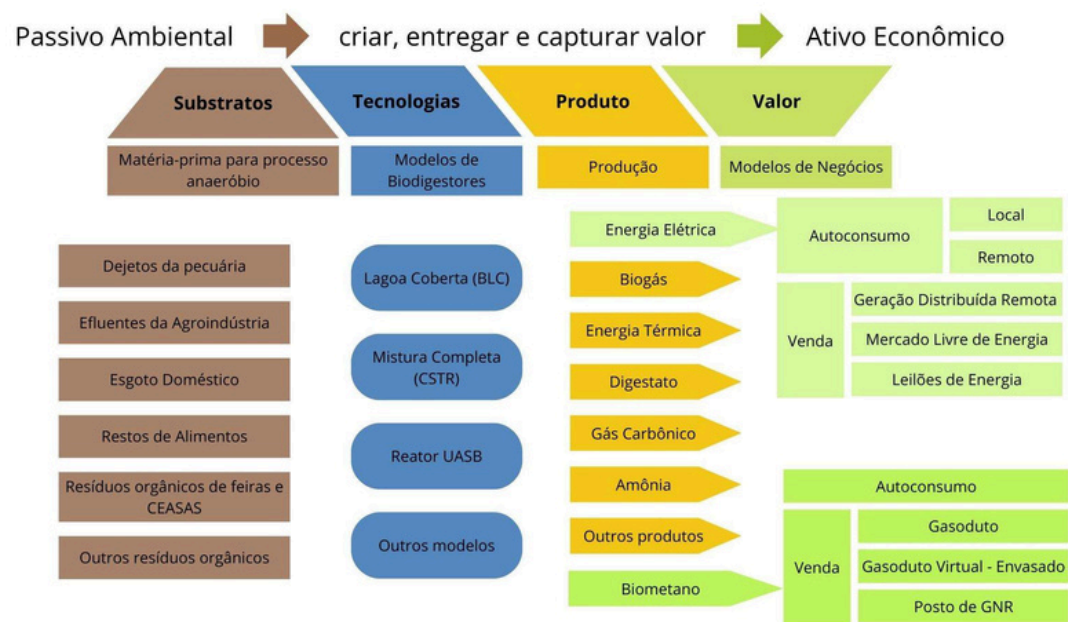 Passivo Ambiental
criar, entregar e capturar valor
Ativo Econômico
Substratos
Tecnologias
Produto
Valor
Matéria-prima para processo
anaeróbio
Modelos de
Biodigestores
Produção
Modelos de Negócios
Dejetos da pecuária
Efluentes da Agroindústria
Esgoto Doméstico
Restos de Alimentos
Resíduos orgânicos de feiras e
CEASAS
Outros resíduos orgânicos
Lagoa Coberta (BLC)
Mistura Completa
(CSTR)
Reator UASB
Outros modelos
Energia Elétrica
Biogás
Energia Térmica
Digestato
Gás Carbônico
Amônia
Outros produtos
Biometano
Autoconsumo
Local
Remoto
Venda
Geração Distribuída Remota
Mercado Livre de Energia
Leilões de Energia
Autoconsumo
Venda
Gasoduto
Gasoduto Virtual - Envasado
Posto de GNR